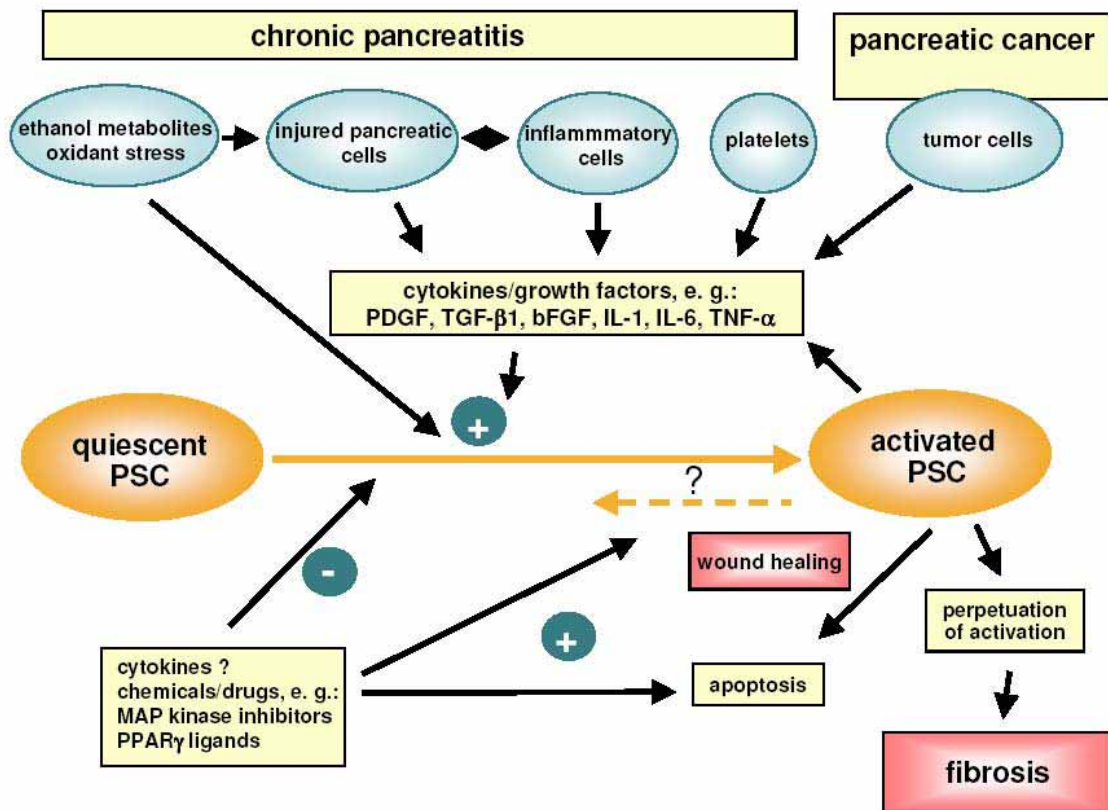 chronic pancreatitis
pancreatic cancer
ethanol metabolites
oxidant stress
injured pancreatic
cells
inflammmatory
cells
platelets
tumor cells
cytokines/growth factors, e. g.:
PDGF, TGF-β1, bFGF, IL-1, IL-6, TNF-α
+
quiescent
PSC
activated
PSC
?
-
wound healing
+
perpetuation
of activation
cytokines ?
chemicals/drugs, e. g.:
MAP kinase inhibitors
PPARγ ligands
apoptosis
fibrosis